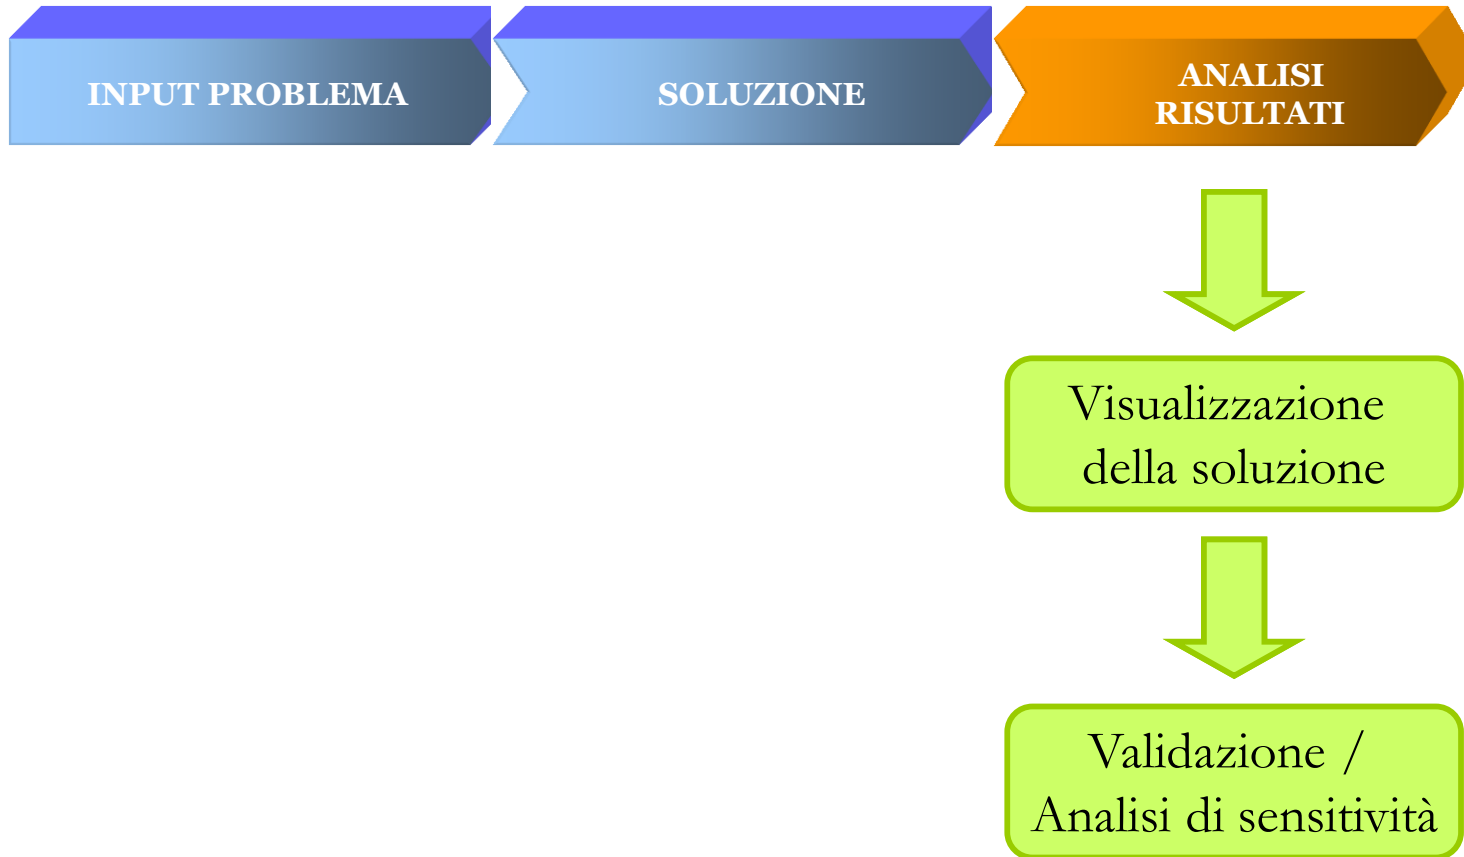 INPUT PROBLEMA
SOLUZIONE
ANALISI
RISULTATI
Visualizzazione
della soluzione
Validazione /
Analisi di sensitività